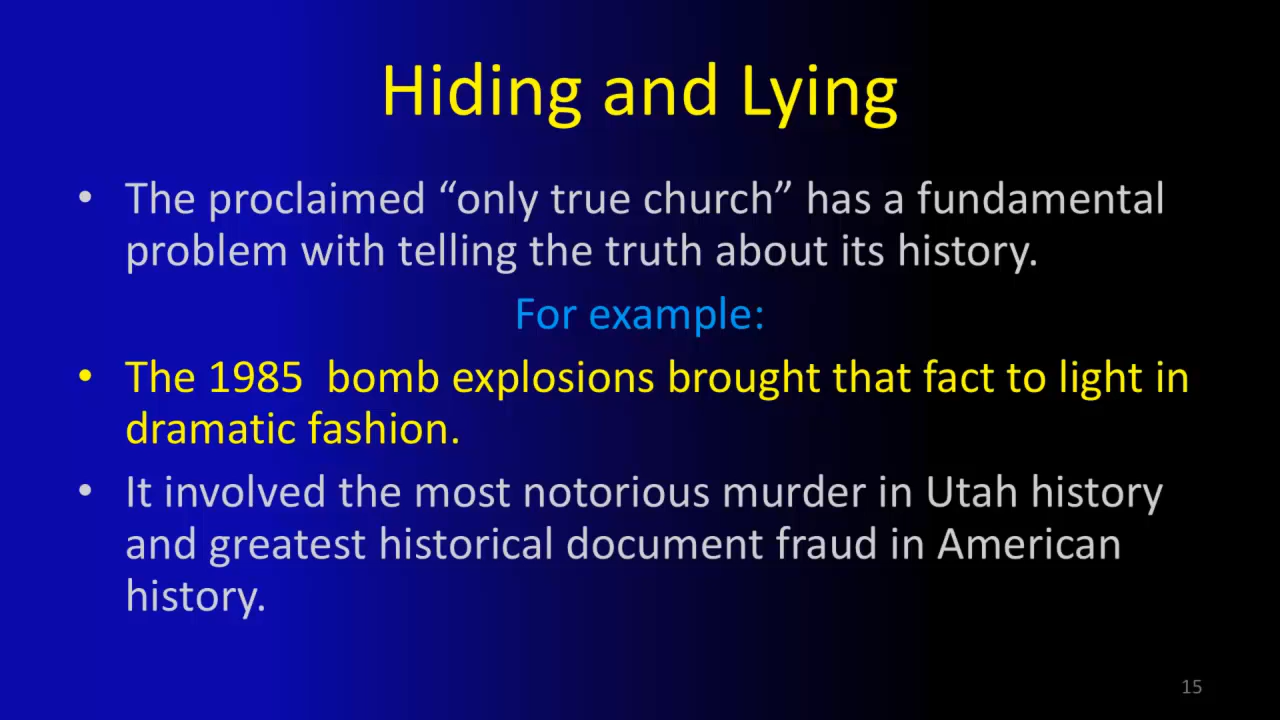 Hiding and Lying
• The proclaimed “only true church” has a fundamental
problem with telling the truth about its history.
For example:
• The 1985  bomb explosions brought that fact to light in
dramatic fashion.
• It involved the most notorious murder in Utah history
and greatest historical document fraud in American
history.
15